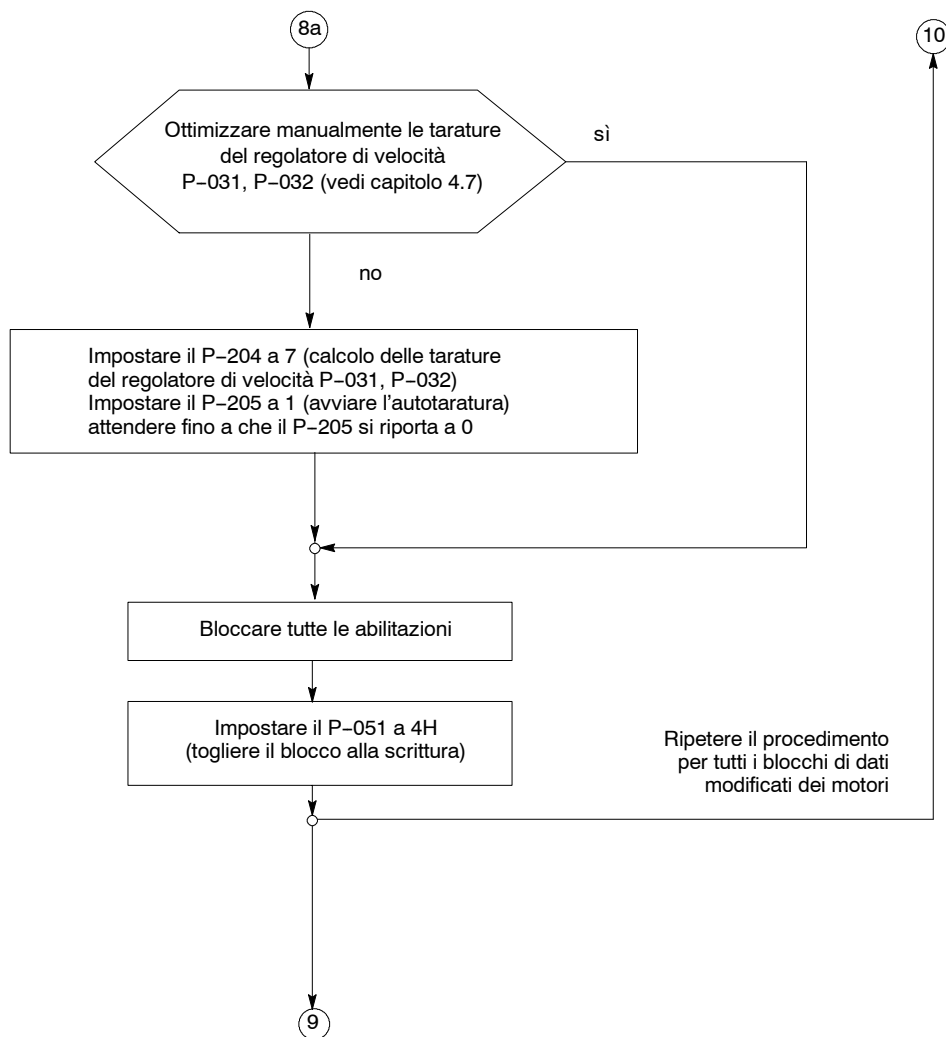 8a
10
Ottimizzare manualmente le tarature
del regolatore di velocità
P−031, P−032 (vedi capitolo 4.7)
sì
no
Impostare il P−204 a 7 (calcolo delle tarature
del regolatore di velocità P−031, P−032)
Impostare il P−205 a 1 (avviare l'autotaratura)
attendere fino a che il P−205 si riporta a 0
Bloccare tutte le abilitazioni
Impostare il P−051 a 4H
(togliere il blocco alla scrittura)
Ripetere il procedimento
per tutti i blocchi di dati
modificati dei motori
9